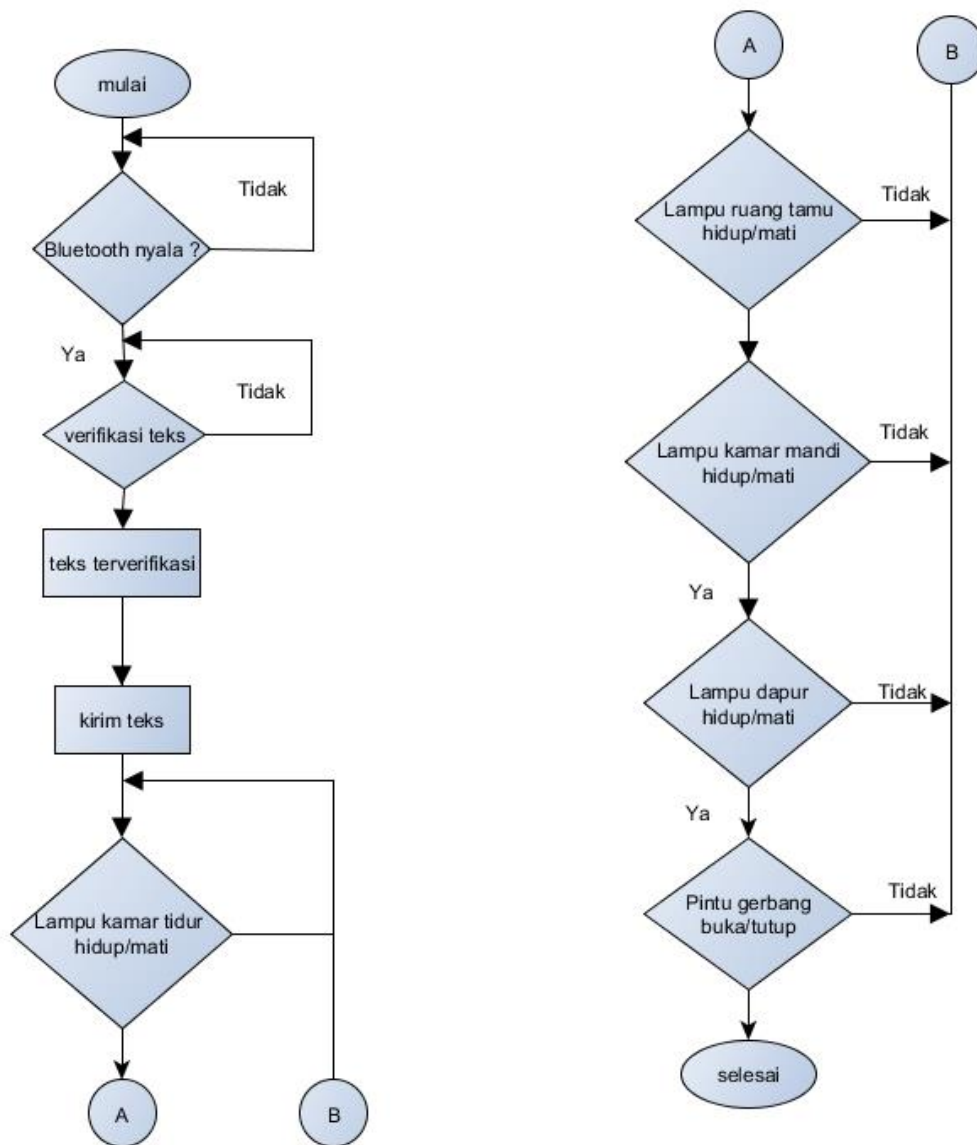 mulai
Tidak
Bluetooth nyala ?
Ya
Tidak
verifikasi teks
teks terverifikasi
kirim teks
Lampu kamar tidur
hidup/mati
A
B
A
B
Lampu ruang tamu
hidup/mati
Tidak
Lampu kamar mandi
hidup/mati
Tidak
Ya
Lampu dapur
hidup/mati
Tidak
Ya
Pintu gerbang
buka/tutup
Tidak
selesai